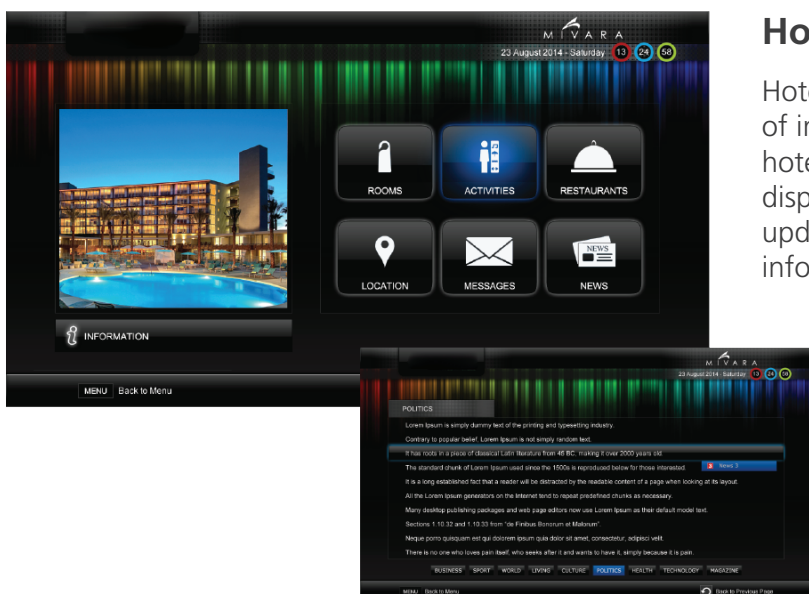 MIVARA
23 August 2014 - Saturday 13 24 58
ROOMS
ACTIVITIES
RESTAURANTS
LOCATION
MESSAGES
NEWS
NEWS
INFORMATION
MENU Back to Menu
Ho
Hote
of in
hote
disp
upd
info
MIVARA
23 August 2014 - Saturday 13 24 00
POLITICS
Lorem Ipsum is simply dummy text of the printing and typesetting industry.
Contrary to popular belief, Lorem Ipsum is not simply random text.
It has roots in a piece of classical Latin literature from 45 BC, making it over 2000 years old.
The standard chunk of Lorem Ipsum used since the 1500s is reproduced below for those interested.
3 News 3
It is a long established fact that a reader will be distracted by the readable content of a page when looking at its layout.
All the Lorem Ipsum generators on the Internet tend to repeat predefined chunks as necessary.
Many desktop publishing packages and web page editors now use Lorem Ipsum as their default model text.
Sections 1.10.32 and 1.10.33 from "de Finibus Bonorum et Malorum".
Neque porro quisquam est qui dolorem ipsum quia dolor sit amet, consectetur, adipisci velit.
There is no one who loves pain itself, who seeks after it and wants to have it, simply because it is pain.
BUSINESS SPORT WORLD LIVING CULTURE POLITICS HEALTH TECHNOLOGY MAGAZINE
MENU Back to Menu
Back to Previous Page